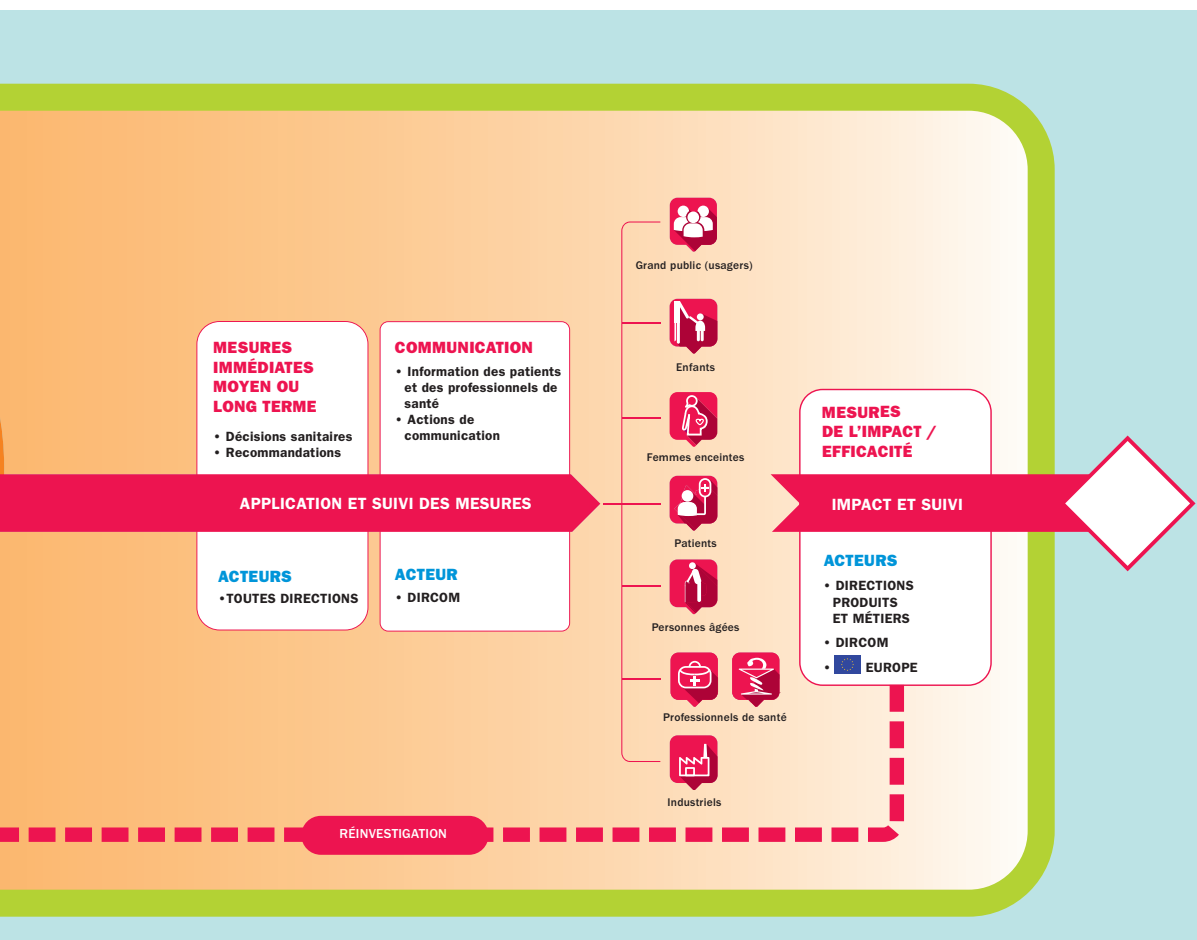 MESURES
IMMÉDIATES
MOYEN OU
LONG TERME
• Décisions sanitaires
• Recommandations
COMMUNICATION
• Information des patients
et des professionnels de
santé
• Actions de
communication
APPLICATION ET SUIVI DES MESURES
ACTEURS
•TOUTES DIRECTIONS
ACTEUR
• DIRCOM
Grand public (usagers)
Enfants
Femmes enceintes
Patients
Personnes âgées
Professionnels de santé
Industriels
MESURES
DE L’IMPACT /
EFFICACITÉ
IMPACT ET SUIVI
ACTEURS
• DIRECTIONS
PRODUITS
ET MÉTIERS
• DIRCOM
• EUROPE
RÉINVESTIGATION